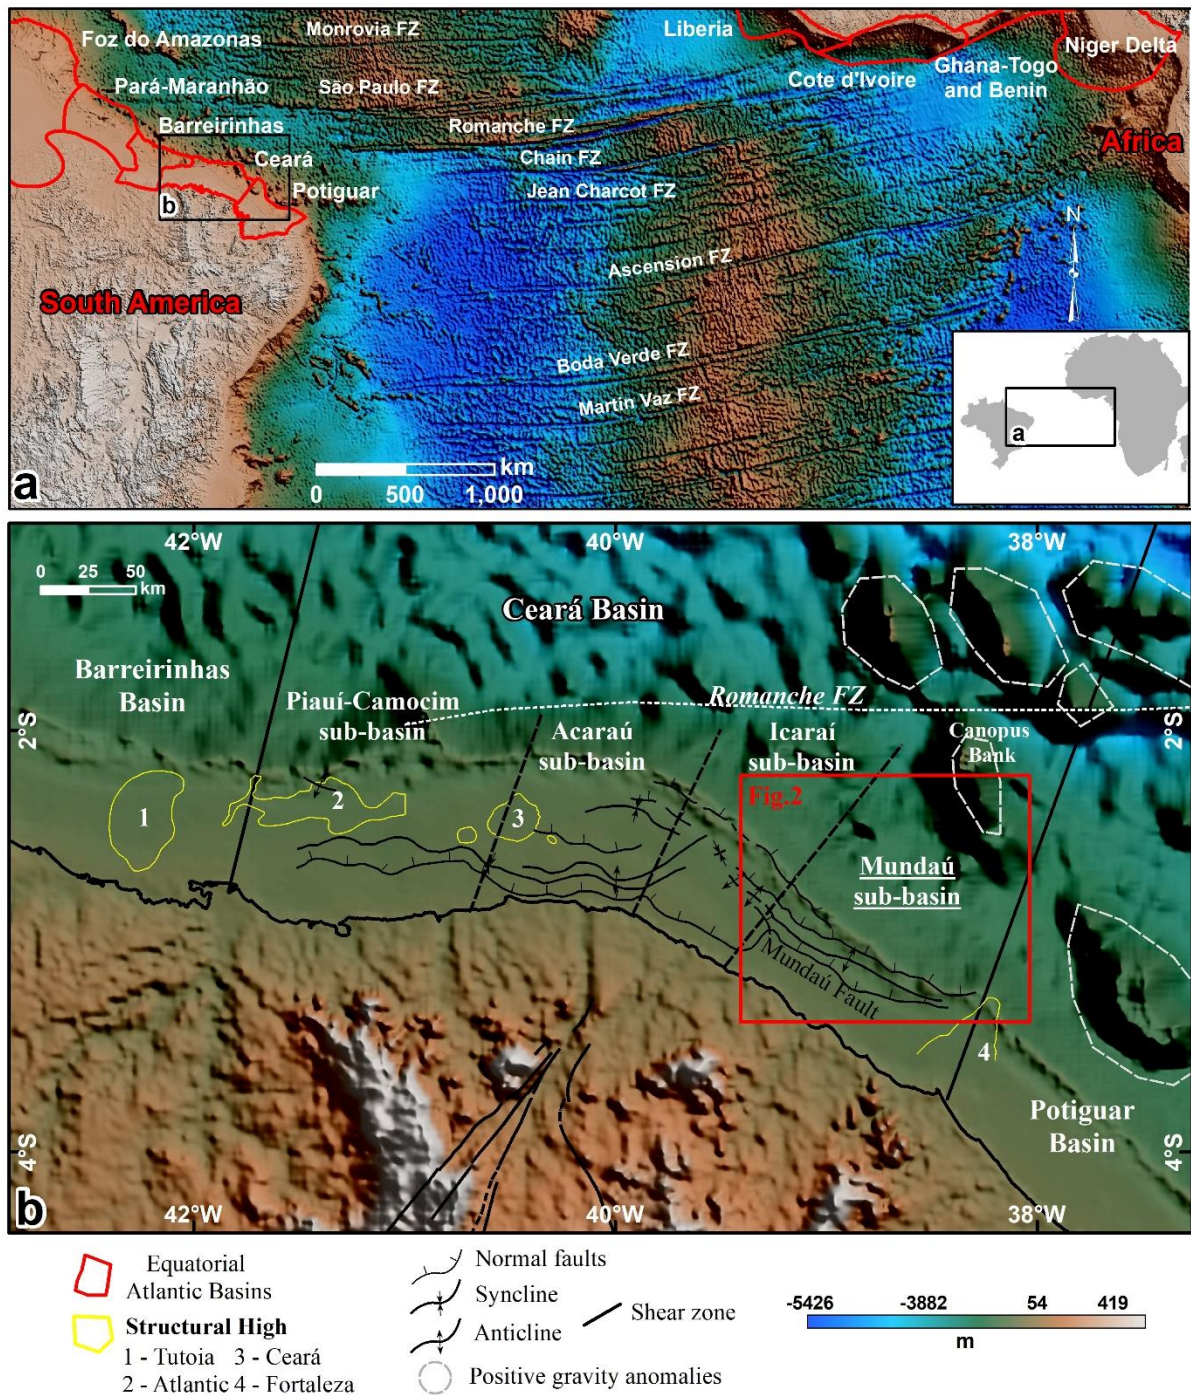 Foz do Amazonas
Monrovia FZ
Liberia
Niger Delta
Pará-Maranhão
São Paulo FZ
Cote d'Ivoire
Ghana-Togo
and Benin
Barreirinhas
Romanche FZ
Africa
Ceará
Chain FZ
Potiguar
Jean Charcot FZ
b
N
Ascension FZ
South America
Boda Verde FZ
Martin Vaz FZ
a
km
0 500 1,000
a
42°W 40°W 38°W
0 25 50
km
Ceará Basin
Barreirinhas
Basin
Piauí-Camocim
sub-basin
Romanche FZ
2°S
Acaraú
sub-basin
Icaraí
sub-basin
Canopus
Bank
2°S
Fig.2
1
2
3
Mundaú
sub-basin
Mundaú Fault
4
Potiguar
Basin
4°S
4°S
b
42°W 40°W 38°W
Equatorial
Atlantic Basins
Structural High
1 - Tutoia 3 - Ceará
2 - Atlantic 4 - Fortaleza
Normal faults
Syncline
Anticline
Shear zone
Positive gravity anomalies
-5426 -3882 54 419
m